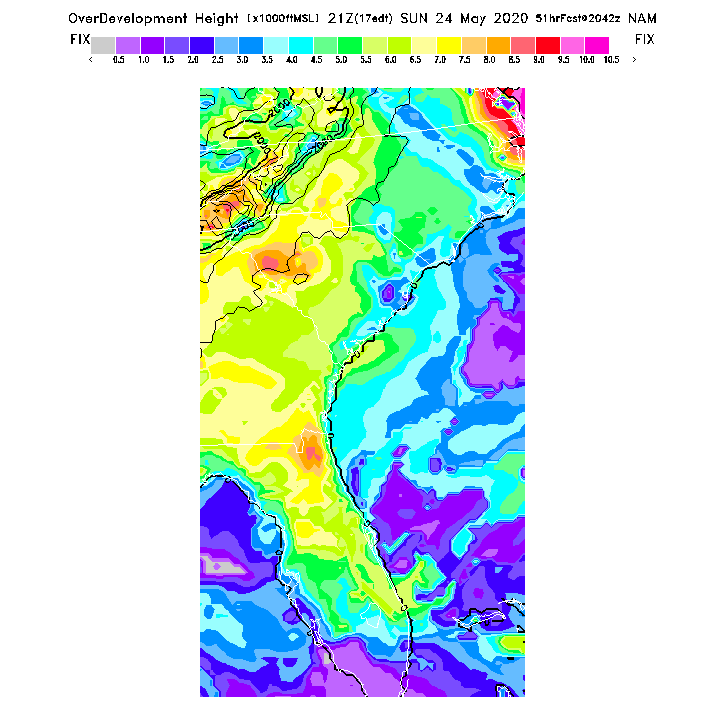 OverDevelopment Height [x1000ftMSL] 21Z(17edt) SUN 24 May 2020 51hrFcst@2042z NAM
FIX FIX
< 0.5 1.0 1.5 2.0 2.5 3.0 3.5 4.0 4.5 5.0 5.5 6.0 6.5 7.0 7.5 8.0 8.5 9.0 9.5 10.0 10.5 >
2000
2000